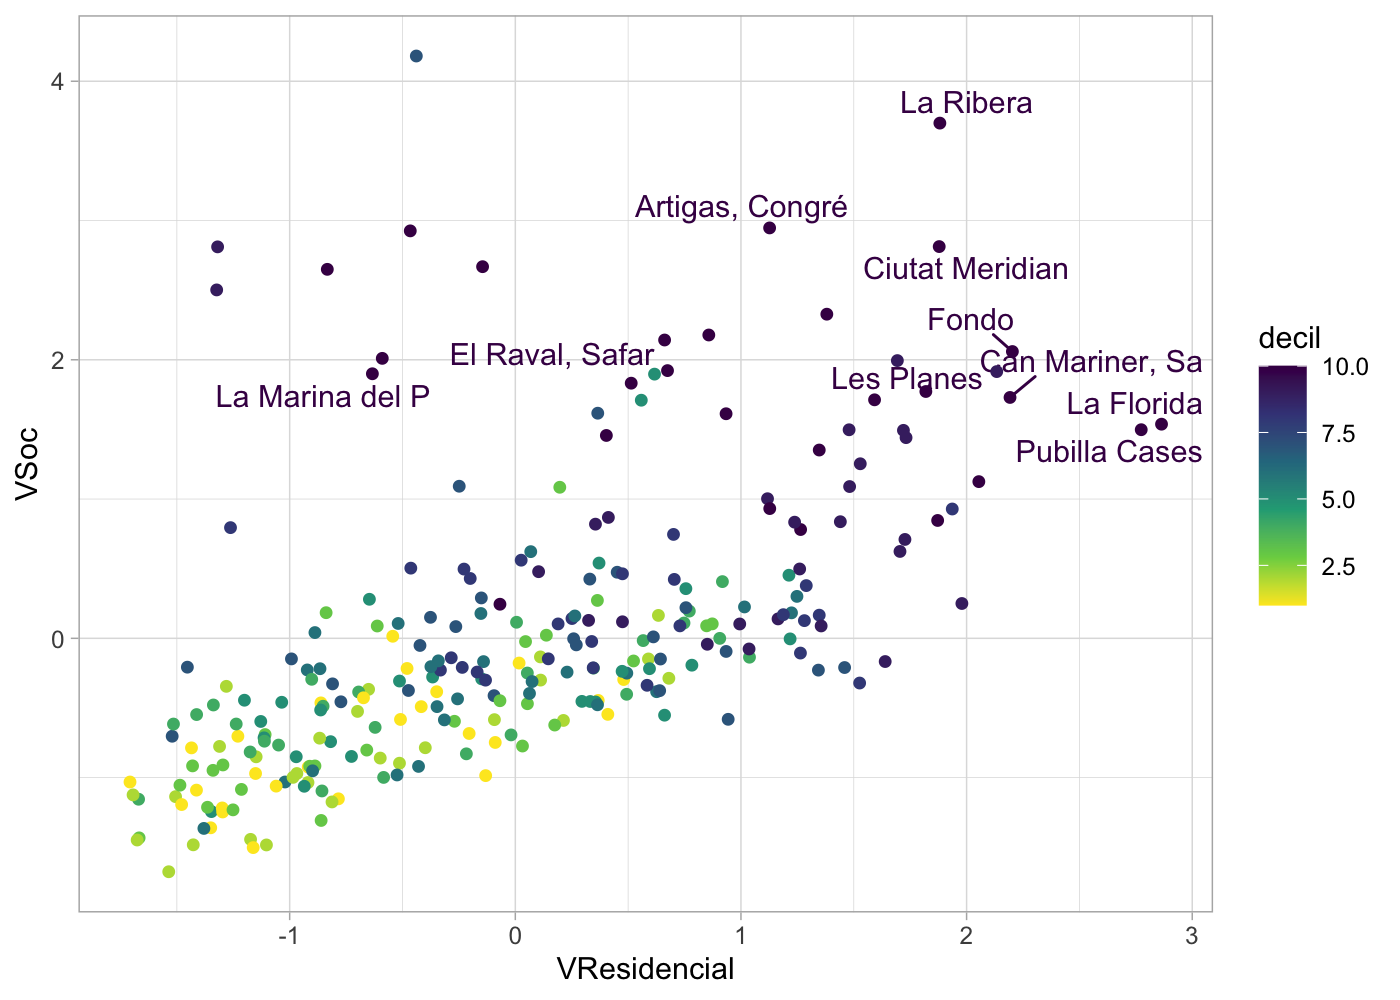 4
La Ribera
Artigas, Congré
Ciutat Meridian
Fondo
decil
El Raval, Safar
2
Can Mariner, Sa
10.0
Les Planes
La Marina del P
La Florida
7.5
Pubilla Cases
VSoc
5.0
2.5
0
-1
0
1
2
3
VResidencial